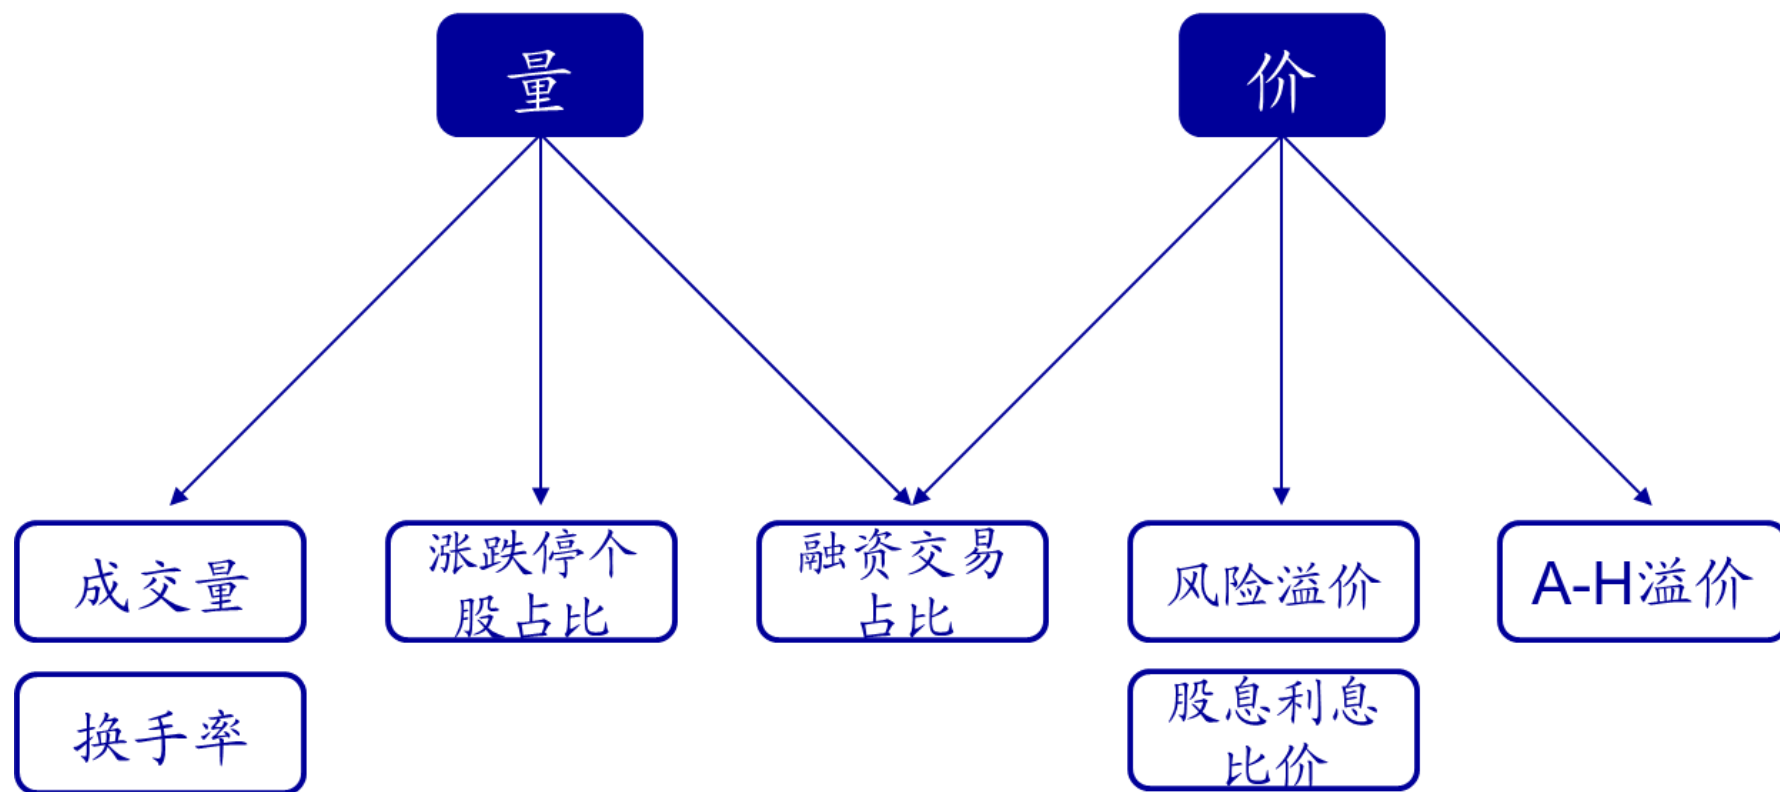 量
价
成交量
涨跌停个
股占比
融资交易
占比
风险溢价
A-H溢价
换手率
股息利息
比价